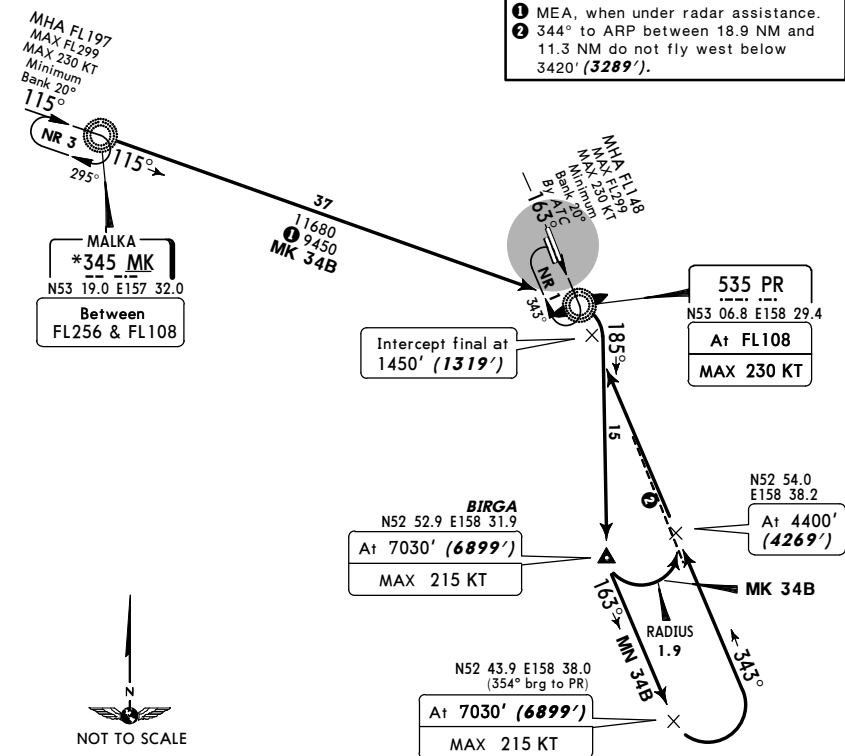 ❶ MEA, when under radar assistance.
❷ 344° to ARP between 18.9 NM and
11.3 NM do not fly west below
3420' (3289').
MHA FL197
MAX FL299
MAX 230 KT
Minimum
Bank 20°
115°
NR 3
295°
115°
37
11680
❶ 9450
MK 34B
MALKA
*345 MK
N53 19.0 E157 32.0
Between
FL256 & FL108
MHA FL148
MAX FL299
MAX 230 KT
Minimum
Bank 20°
By ATC
163°
NR 1
343°
535 PR
N53 06.8 E158 29.4
At FL108
MAX 230 KT
Intercept final at
1450' (1319')
185°
15
❷
N52 54.0
E158 38.2
At 4400'
(4269')
BIRGA
N52 52.9 E158 31.9
At 7030' (6899')
MAX 215 KT
MK 34B
RADIUS
1.9
163°
MN 34B
343°
N52 43.9 E158 38.0
(354° brg to PR)
At 7030' (6899')
MAX 215 KT
N
NOT TO SCALE